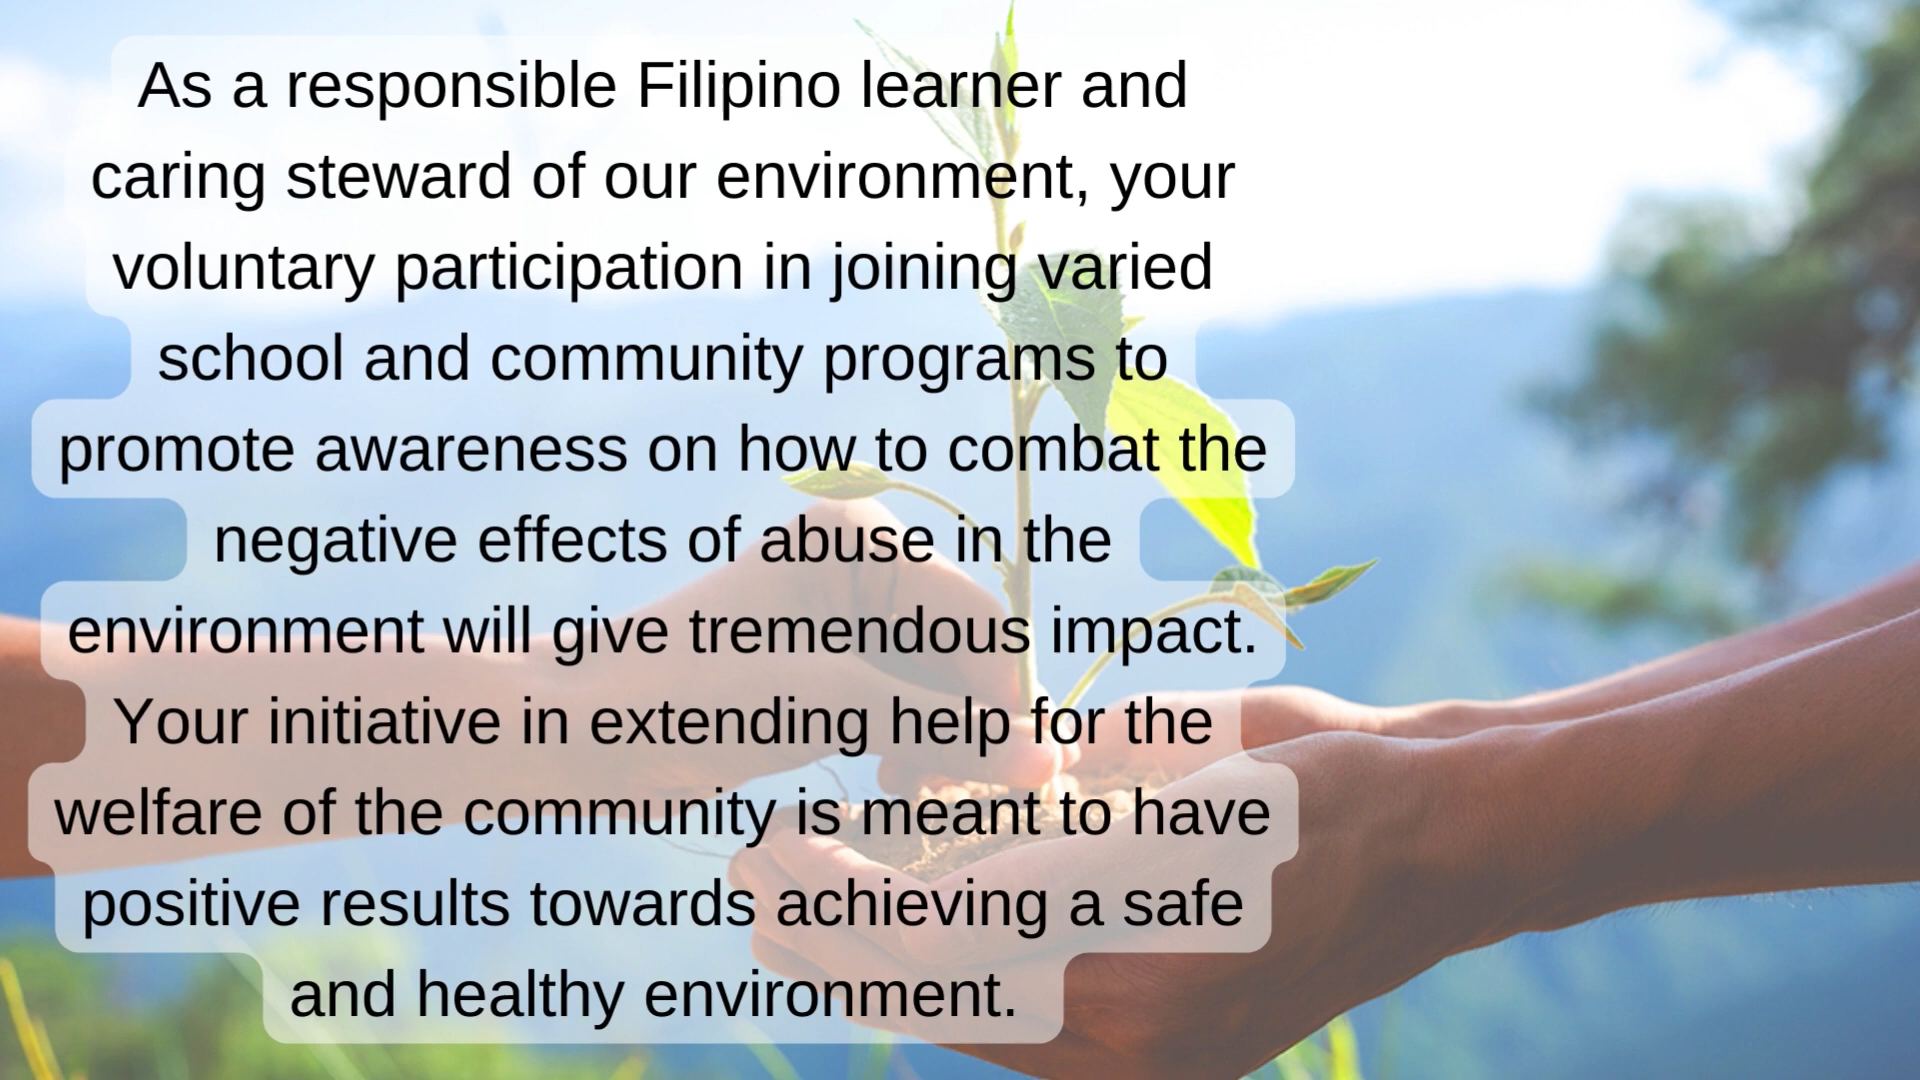 As a responsible Filipino learner and
caring steward of our environment, your
voluntary participation in joining varied
school and community programs to
promote awareness on how to combat the
negative effects of abuse in the
environment will give tremendous impact.
Your initiative in extending help for the
welfare of the community is meant to have
positive results towards achieving a safe
and healthy environment.